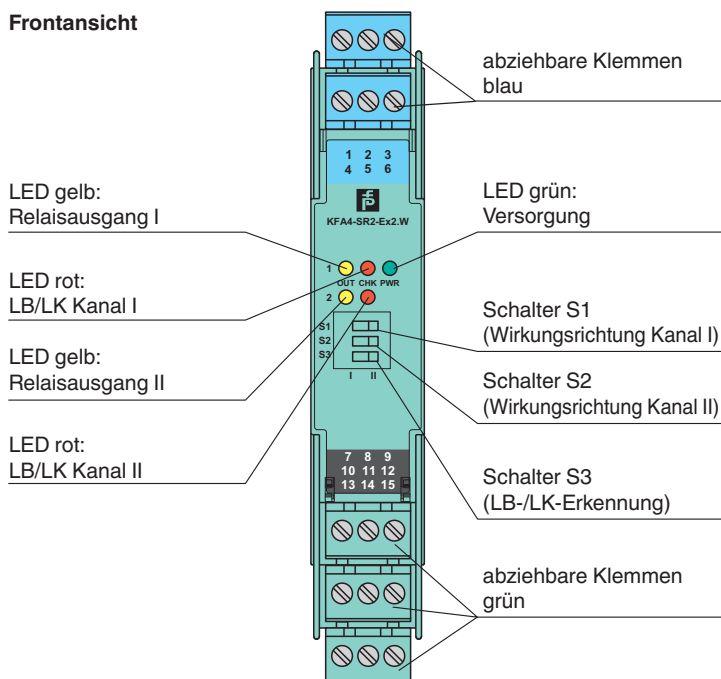 Frontansicht
abziehbare Klemmen
blau
1 2 3
4 5 6
KFA4-SR2-Ex2.W
LED gelb:
Relaisausgang I
LED grün:
Versorgung
1
OUT CHK PWR
2
LED rot:
LB/LK Kanal I
LED gelb:
Relaisausgang II
LED rot:
LB/LK Kanal II
S1
S2
S3
I II
Schalter S1
(Wirkungsrichtung Kanal I)
Schalter S2
(Wirkungsrichtung Kanal II)
Schalter S3
(LB-/LK-Erkennung)
7 8 9
10 11 12
13 14 15
abziehbare Klemmen
grün